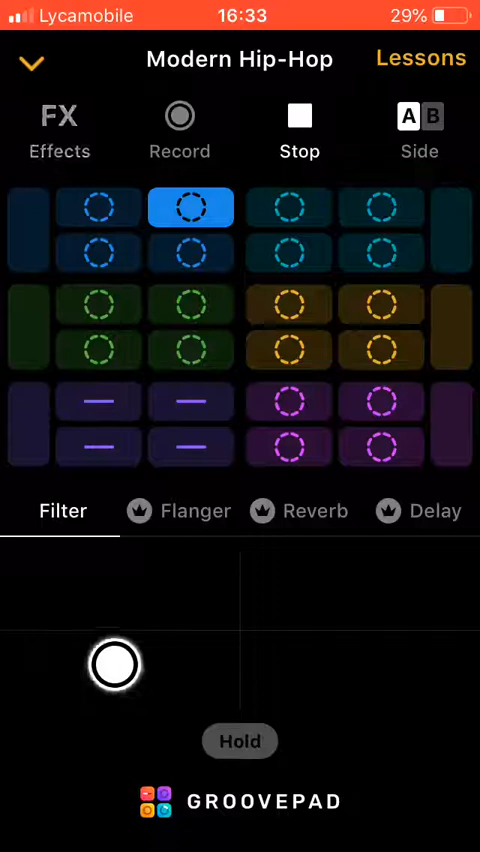 Lycamobile 16:33 29%
Modern Hip-Hop Lessons
FX
Effects Record Stop Side
A B
Filter Flanger Reverb Delay
Hold
GROOVEPAD